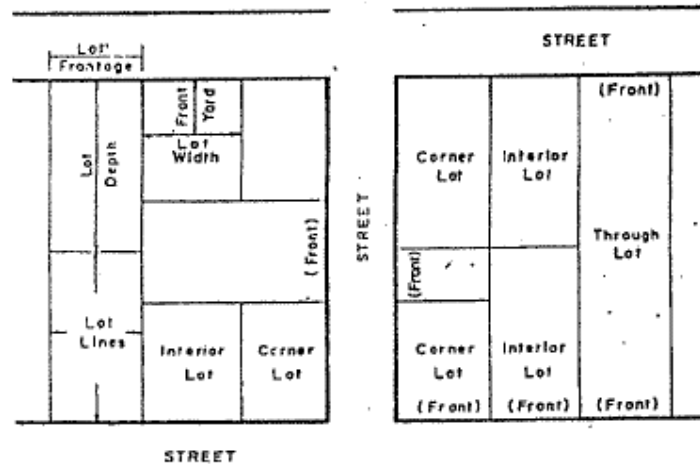 Lot
Frontage
STREET
Front
Yard
(Front)
Lot
Depth
Lot
Width
Corner
Lot
Interior
Lot
STREET
(Front)
(Front)
Through
Lot
Lot
Lines
Interior
Lot
Corner
Lot
Corner
Lot
Interior
Lot
(Front)
(Front)
(Front)
STREET